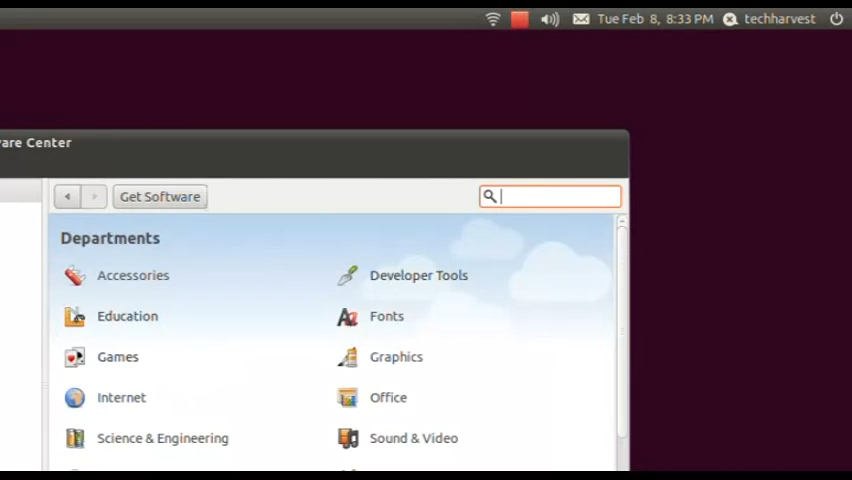 Tue Feb 8, 8:33 PM techharvest
are Center
Get Software
Departments
Accessories
Developer Tools
Education
Fonts
Games
Graphics
Internet
Office
Science & Engineering
Sound & Video